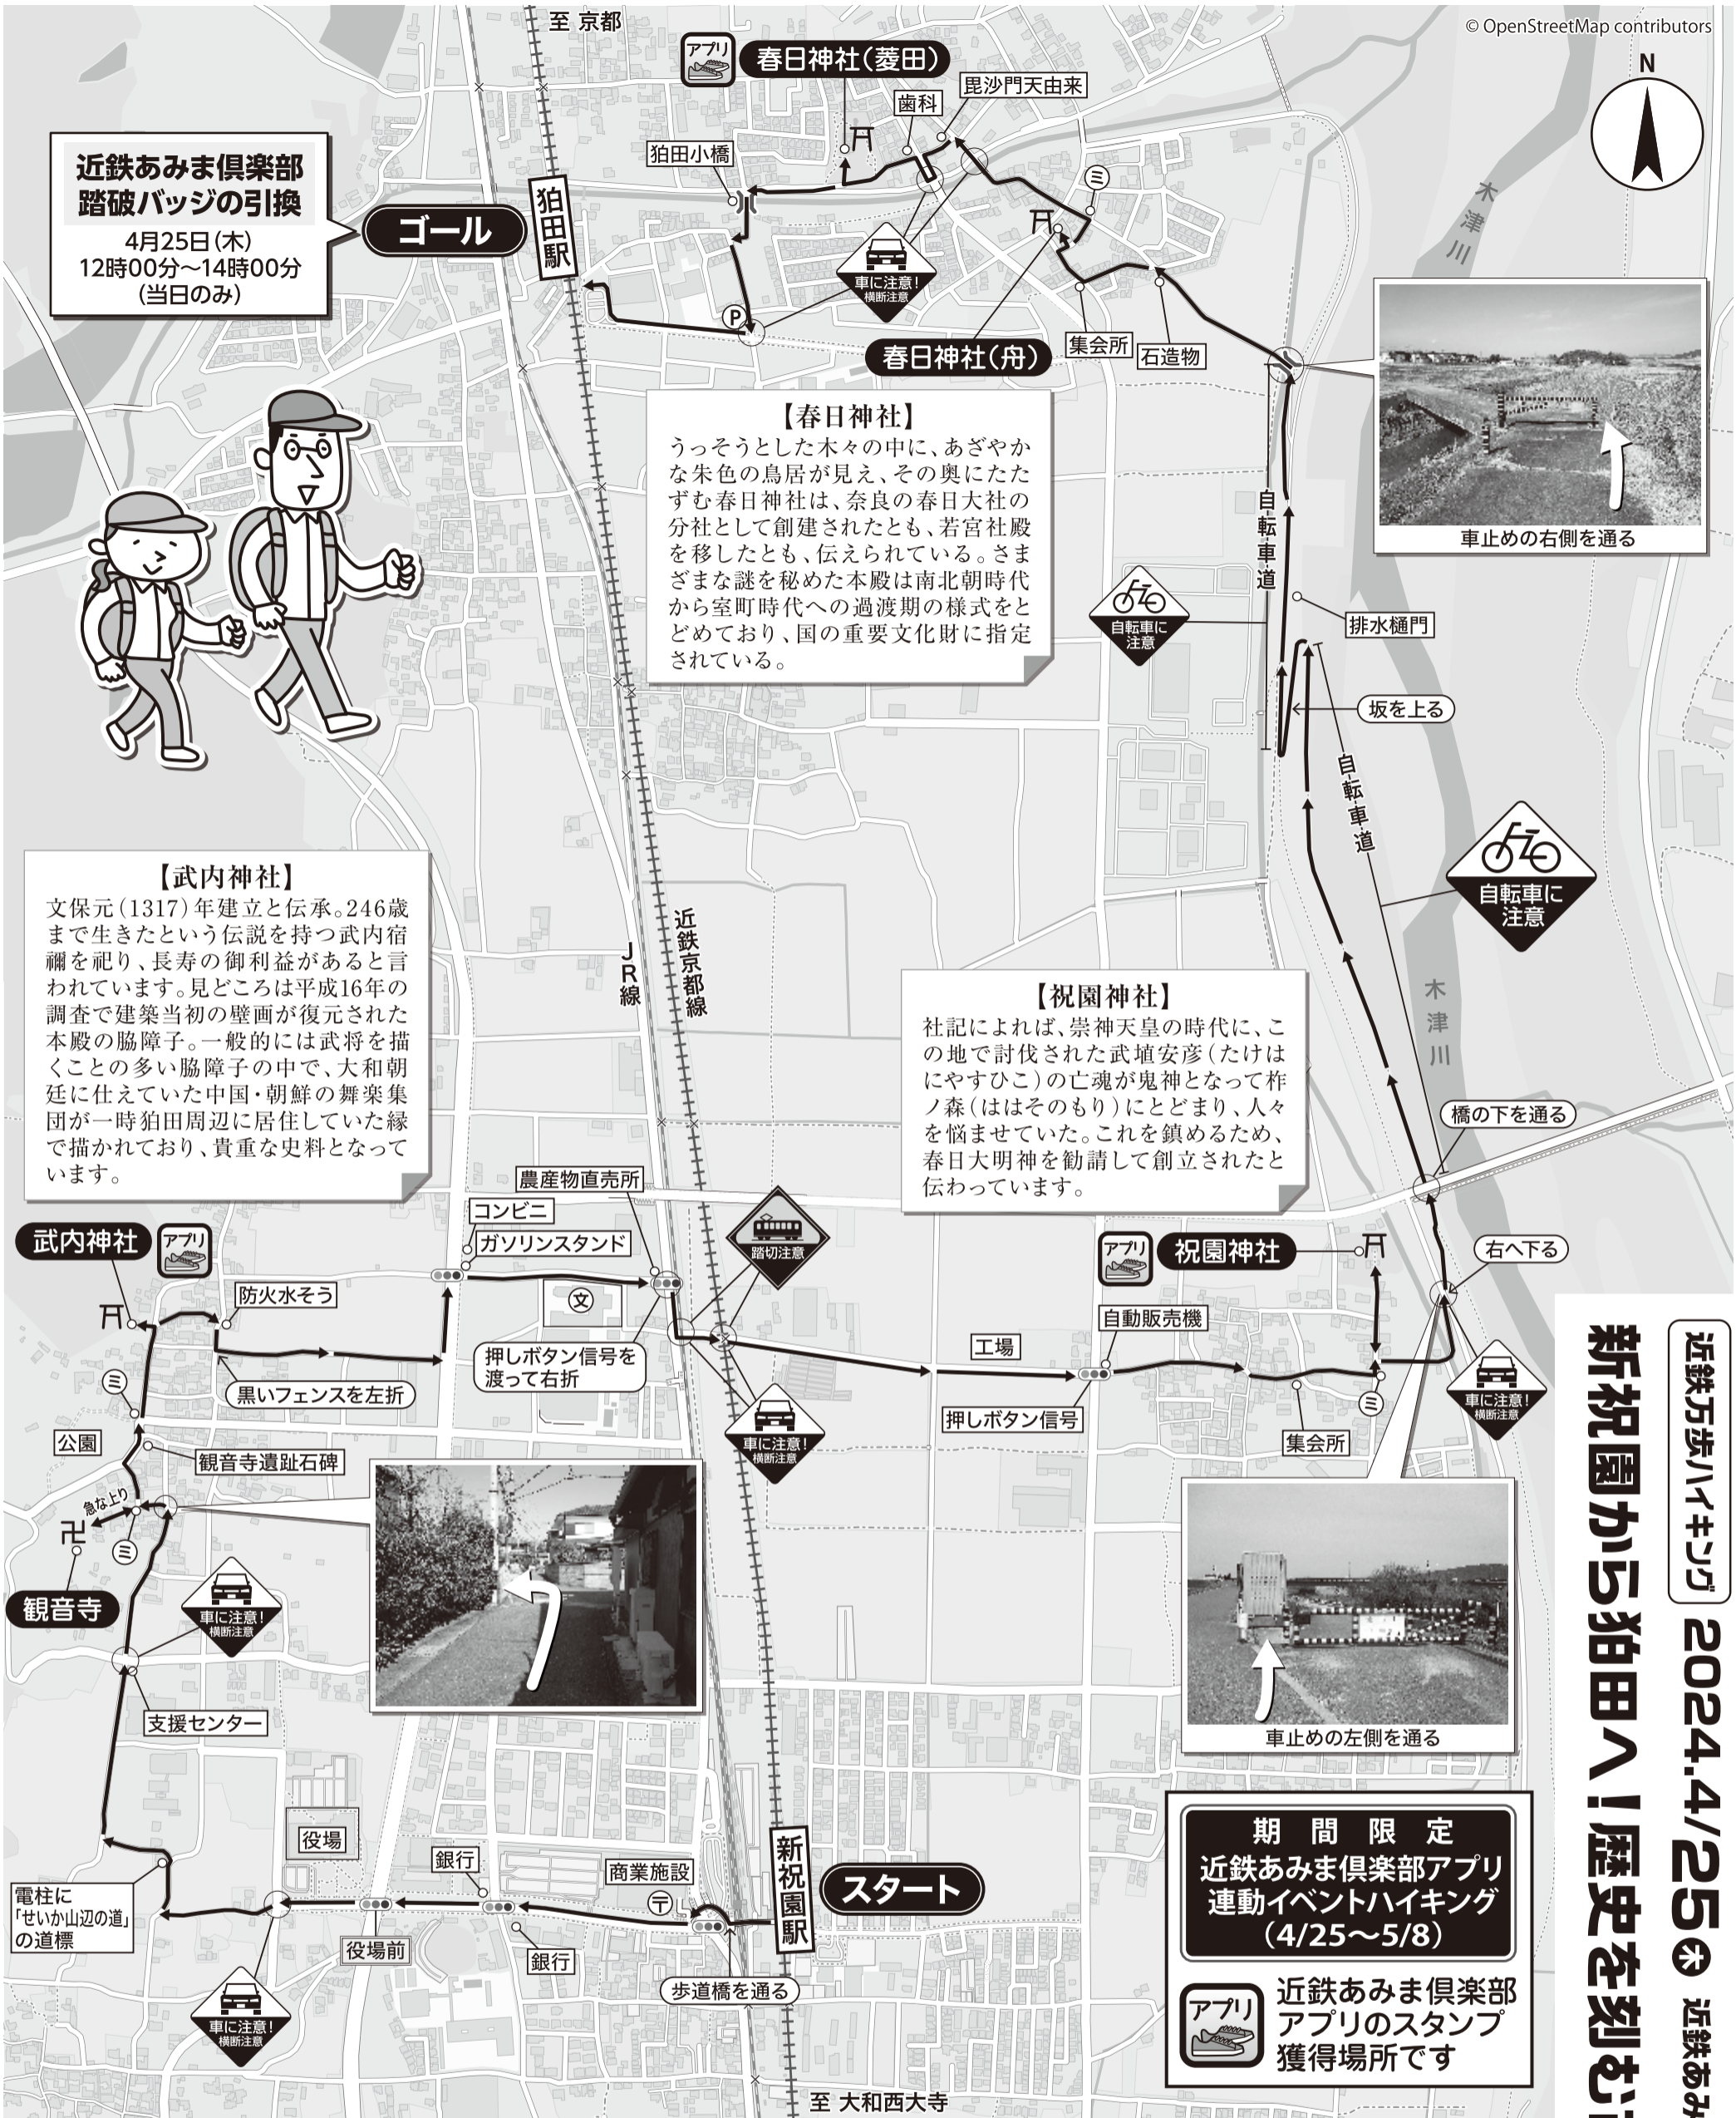 © OpenStreetMap contributors
N
至 京都
アプリ
春日神社(菱田)
毘沙門天由来
歯科
狛田小橋
近鉄あみま倶楽部
踏破バッジの引換
4月25日(木)
12時00分~14時00分
(当日のみ)
ゴール
狛田駅
ミ
木津川
車に注意!
横断注意
P
春日神社(舟)
集会所
石造物
車止めの右側を通る
【春日神社】
うっそうとした木々の中に、あざやか
な朱色の鳥居が見え、その奥にたた
ずむ春日神社は、奈良の春日大社の
分社として創建されたとも、若宮社殿
を移したとも、伝えられている。さま
ざまな謎を秘めた本殿は南北朝時代
から室町時代への過渡期の様式をと
どめており、国の重要文化財に指定
されている。
自転車道
自転車に
注意
排水樋門
坂を上る
自転車道
自転車に
注意
【武内神社】
文保元(1317)年建立と伝承。246歳
まで生きたという伝説を持つ武内宿
禰を祀り、長寿の御利益があると言
われています。見どころは平成16年の
調査で建築当初の壁画が復元された
本殿の脇障子。一般的には武将を描
くことの多い脇障子の中で、大和朝
廷に仕えていた中国・朝鮮の舞楽集
団が一時狛田周辺に居住していた縁
で描かれており、貴重な史料となって
います。
JR線
近鉄京都線
【祝園神社】
社記によれば、崇神天皇の時代に、こ
の地で討伐された武埴安彦(たけは
にやすひこ)の亡魂が鬼神となって柞
ノ森(ははそのもり)にとどまり、人々
を悩ませていた。これを鎮めるため、
春日大明神を勧請して創立されたと
伝わっています。
木津川
橋の下を通る
農産物直売所
コンビニ
ガソリンスタンド
踏切注意
武内神社
アプリ
アプリ
祝園神社
右へ下る
防火水そう
文
自動販売機
押しボタン信号を
渡って右折
工場
黒いフェンスを左折
ミ
押しボタン信号
ミ
車に注意!
横断注意
車に注意!
横断注意
集会所
公園
観音寺遺趾石碑
急な上り
卍
ミ
観音寺
車に注意!
横断注意
支援センター
車止めの左側を通る
役場
銀行
商業施設
〒
新祝園駅
スタート
電柱に
「せいか山辺の道」
の道標
役場前
銀行
歩道橋を通る
車に注意!
横断注意
至 大和西大寺
期間限定
近鉄あみま倶楽部アプリ
連動イベントハイキング
(4/25~5/8)
アプリ
近鉄あみま倶楽部
アプリのスタンプ
獲得場所です
近鉄万歩ハイキング 2024.4/25㊍ 近鉄あみ
新祝園から狛田へ!歴史を刻む